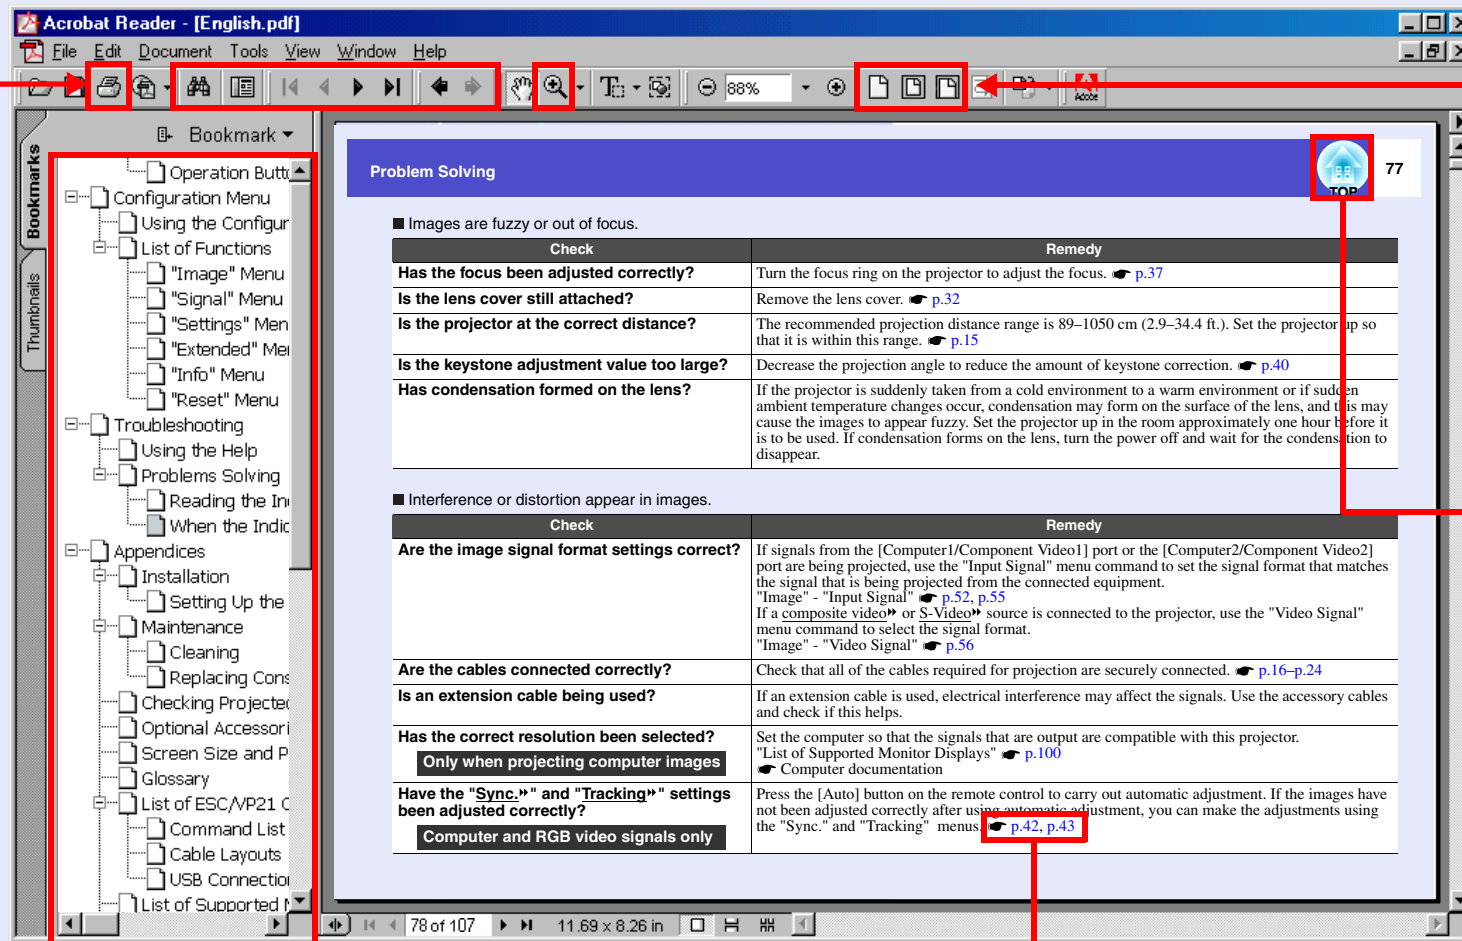 Acrobat Reader - [English.pdf]
File Edit Document Tools View Window Help
88%
Adobe
Bookmarks
Thumbnails
Bookmark
Operation Butt
Configuration Menu
Using the Configur
List of Functions
"Image" Menu
"Signal" Menu
"Settings" Men
"Extended" Me
"Info" Menu
"Reset" Menu
Troubleshooting
Using the Help
Problems Solving
Reading the In
When the Indic
Appendices
Installation
Setting Up the
Maintenance
Cleaning
Replacing Cons
Checking Projected
Optional Accessori
Screen Size and P
Glossary
List of ESC/VP21 C
Command List
Cable Layouts
USB Connection
List of Supported M
Problem Solving
TOP
77
Images are fuzzy or out of focus.
Check Remedy
Has the focus been adjusted correctly? Turn the focus ring on the projector to adjust the focus. ☛ p.37
Is the lens cover still attached? Remove the lens cover. ☛ p.32
Is the projector at the correct distance? The recommended projection distance range is 89–1050 cm (2.9–34.4 ft.). Set the projector up so
that it is within this range. ☛ p.15
Is the keystone adjustment value too large? Decrease the projection angle to reduce the amount of keystone correction. ☛ p.40
Has condensation formed on the lens? If the projector is suddenly taken from a cold environment to a warm environment or if sudden
ambient temperature changes occur, condensation may form on the surface of the lens, and this may
cause the images to appear fuzzy. Set the projector up in the room approximately one hour before it
is to be used. If condensation forms on the lens, turn the power off and wait for the condensation to
disappear.
Interference or distortion appear in images.
Check Remedy
Are the image signal format settings correct? If signals from the [Computer1/Component Video1] port or the [Computer2/Component Video2]
port are being projected, use the "Input Signal" menu command to set the signal format that matches
the signal that is being projected from the connected equipment.
"Image" - "Input Signal" ☛ p.52, p.55
If a composite video or S-Video source is connected to the projector, use the "Video Signal"
menu command to select the signal format.
"Image" - "Video Signal" ☛ p.56
Are the cables connected correctly? Check that all of the cables required for projection are securely connected. ☛ p.16–p.24
Is an extension cable being used? If an extension cable is used, electrical interference may affect the signals. Use the accessory cables
and check if this helps.
Has the correct resolution been selected?
Only when projecting computer images
Set the computer so that the signals that are output are compatible with this projector.
"List of Supported Monitor Displays" ☛ p.100
☛ Computer documentation
Have the "Sync." and "Tracking" settings
been adjusted correctly?
Computer and RGB video signals only
Press the [Auto] button on the remote control to carry out automatic adjustment. If the images have
not been adjusted correctly after using automatic adjustment, you can make the adjustments using
the "Sync." and "Tracking" menus. ☛ p.42, p.43
78 of 107 11.69 x 8.26 in